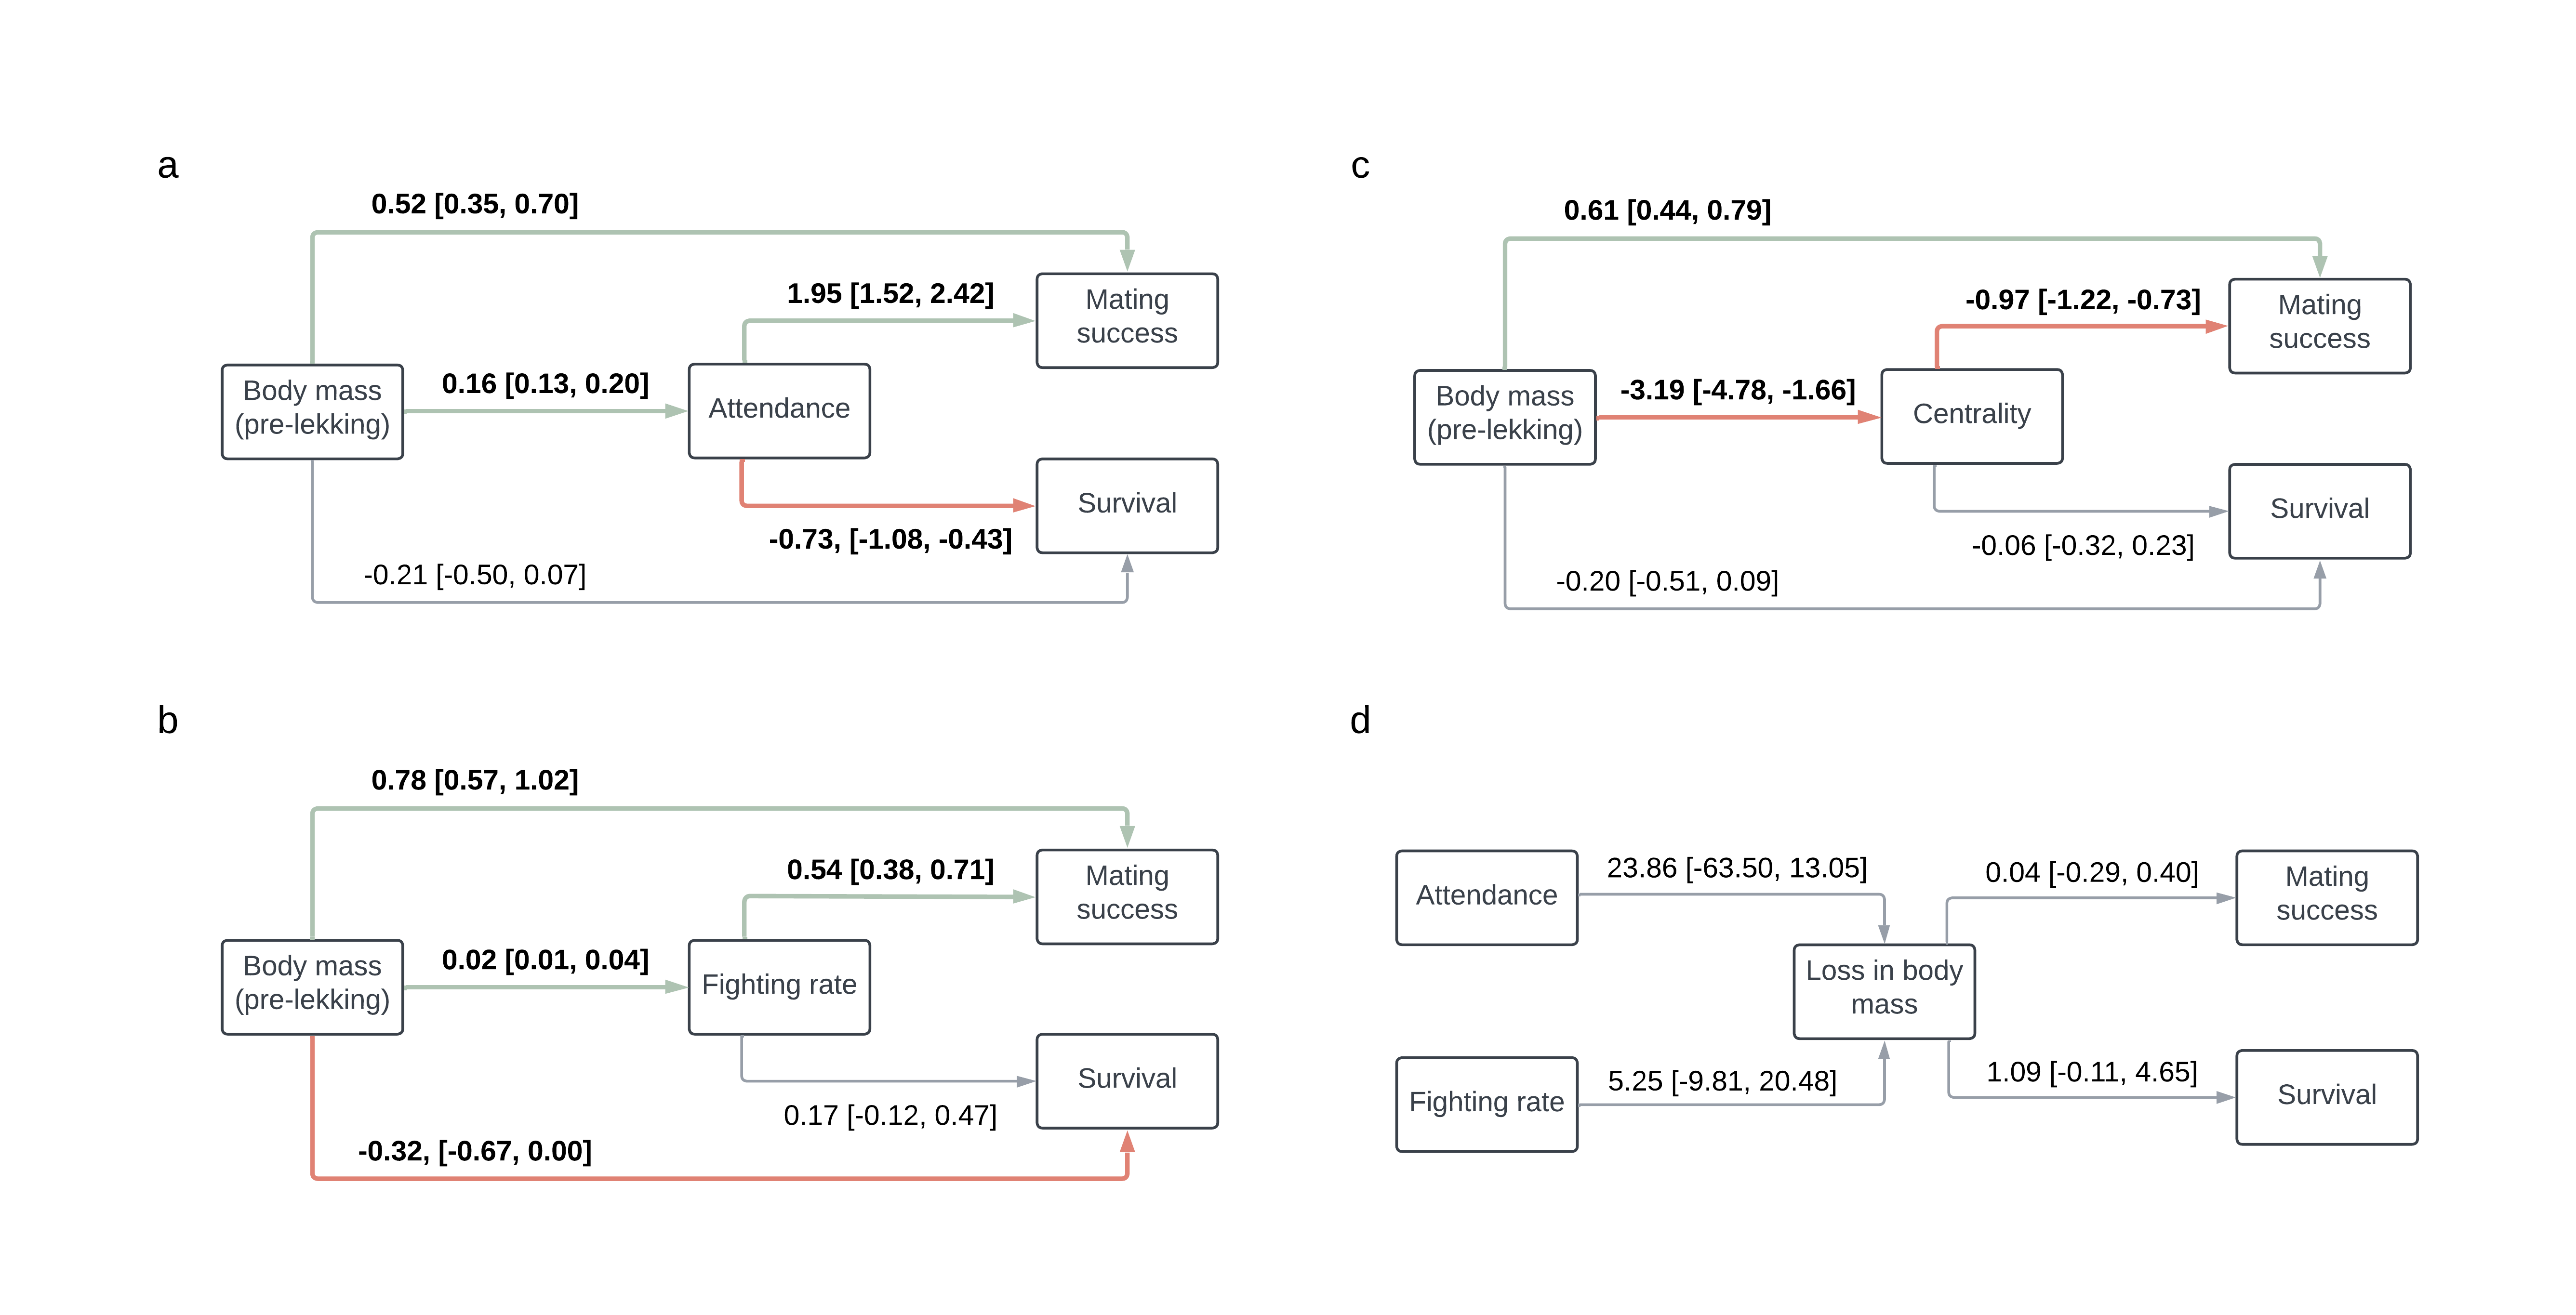 a
0.52 [0.35, 0.70]
1.95 [1.52, 2.42]
Mating
success
Body mass
(pre-lekking)
0.16 [0.13, 0.20]
Attendance
Survival
-0.73, [-1.08, -0.43]
-0.21 [-0.50, 0.07]
b
0.78 [0.57, 1.02]
0.54 [0.38, 0.71]
Mating
success
Body mass
(pre-lekking)
0.02 [0.01, 0.04]
Fighting rate
Survival
0.17 [-0.12, 0.47]
-0.32, [-0.67, 0.00]
c
0.61 [0.44, 0.79]
-0.97 [-1.22, -0.73]
Mating
success
Body mass
(pre-lekking)
-3.19 [-4.78, -1.66]
Centrality
Survival
-0.06 [-0.32, 0.23]
-0.20 [-0.51, 0.09]
d
Attendance
23.86 [-63.50, 13.05]
0.04 [-0.29, 0.40]
Mating
success
Loss in body
mass
Fighting rate
5.25 [-9.81, 20.48]
1.09 [-0.11, 4.65]
Survival